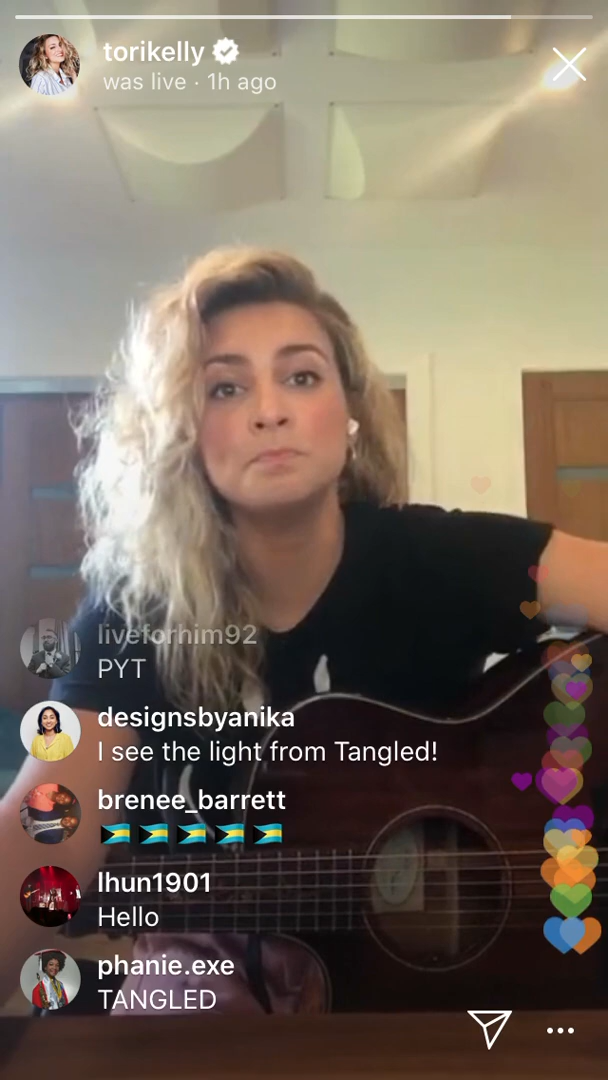 torikelly
was live · 1h ago
liveforhim92
PYT
designsbyanika
I see the light from Tangled!
brenee_barrett
🇧🇸 🇧🇸 🇧🇸 🇧🇸 🇧🇸
lhun1901
Hello
phanie.exe
TANGLED